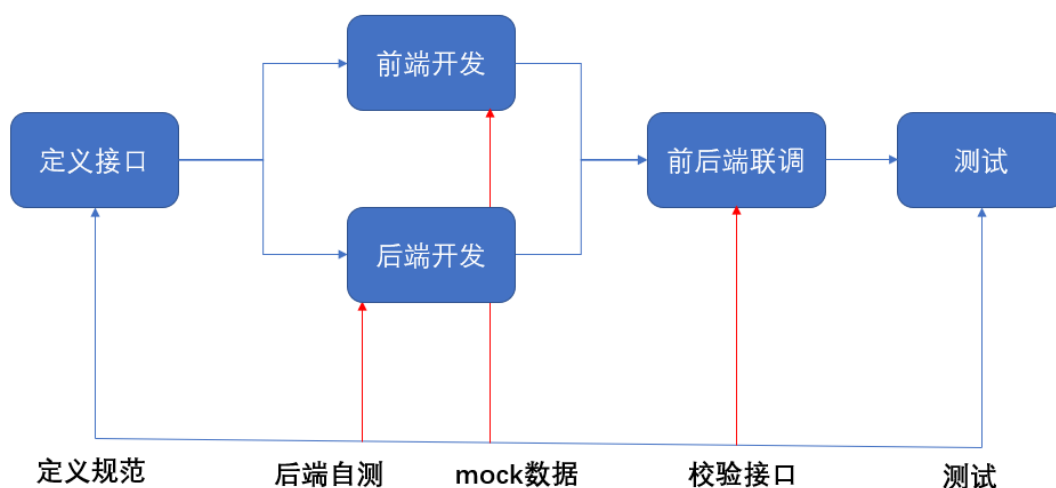 前端开发
定义接口
前后端联调
测试
后端开发
定义规范
后端自测
mock数据
校验接口
测试